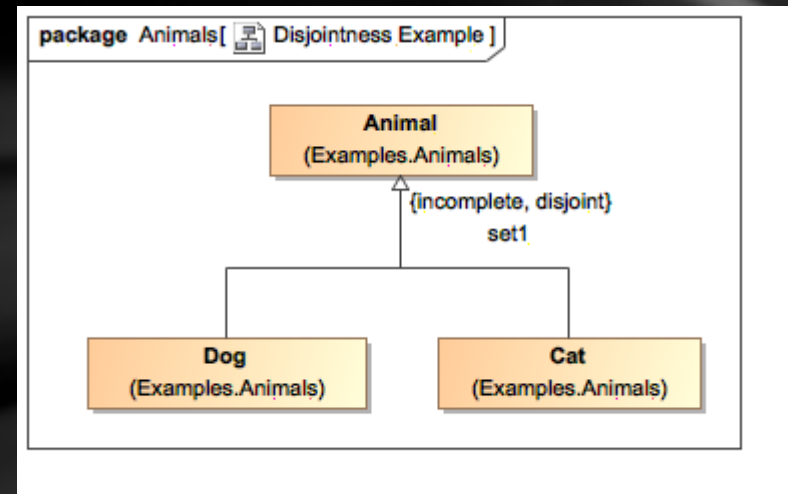 package Animals[ Disjointness Example ]
Animal
(Examples.Animals)
{incomplete, disjoint}
set1
Dog
(Examples.Animals)
Cat
(Examples.Animals)